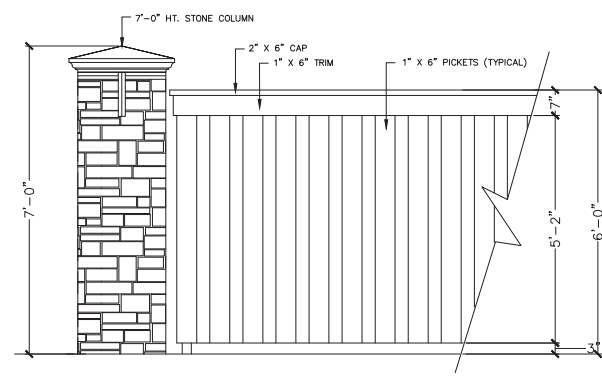 7'-0" HT. STONE COLUMN
2" X 6" CAP
1" X 6" TRIM
1" X 6" PICKETS (TYPICAL)
7"
7'-0"
5'-2"
6'-0"
3"